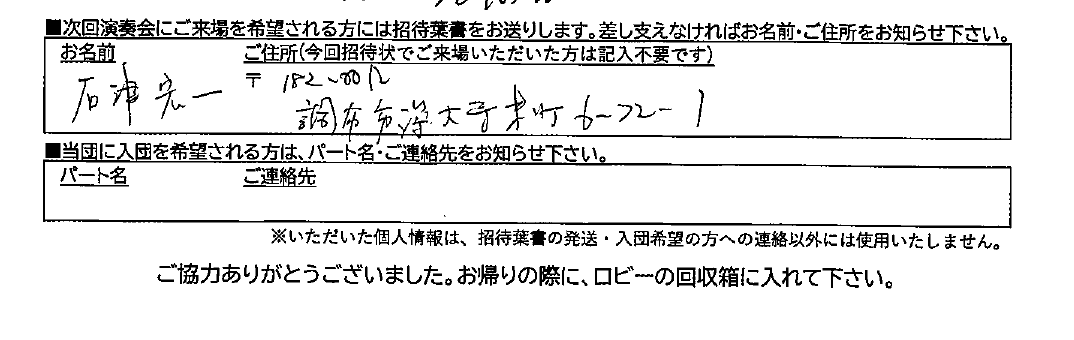 ■次回演奏会にご来場を希望される方には招待葉書をお送りします。差し支えなければお名前・ご住所をお知らせ下さい。
お名前 ご住所(今回招待状でご来場いただいた方は記入不要です)
石津宏一 〒 182-0012
調布市深大寺東町 6-72-1
■当団に入団を希望される方は、パート名・ご連絡先をお知らせ下さい。
パート名 ご連絡先
※いただいた個人情報は、招待葉書の発送・入団希望の方への連絡以外には使用いたしません。
ご協力ありがとうございました。お帰りの際に、ロビーの回収箱に入れて下さい。